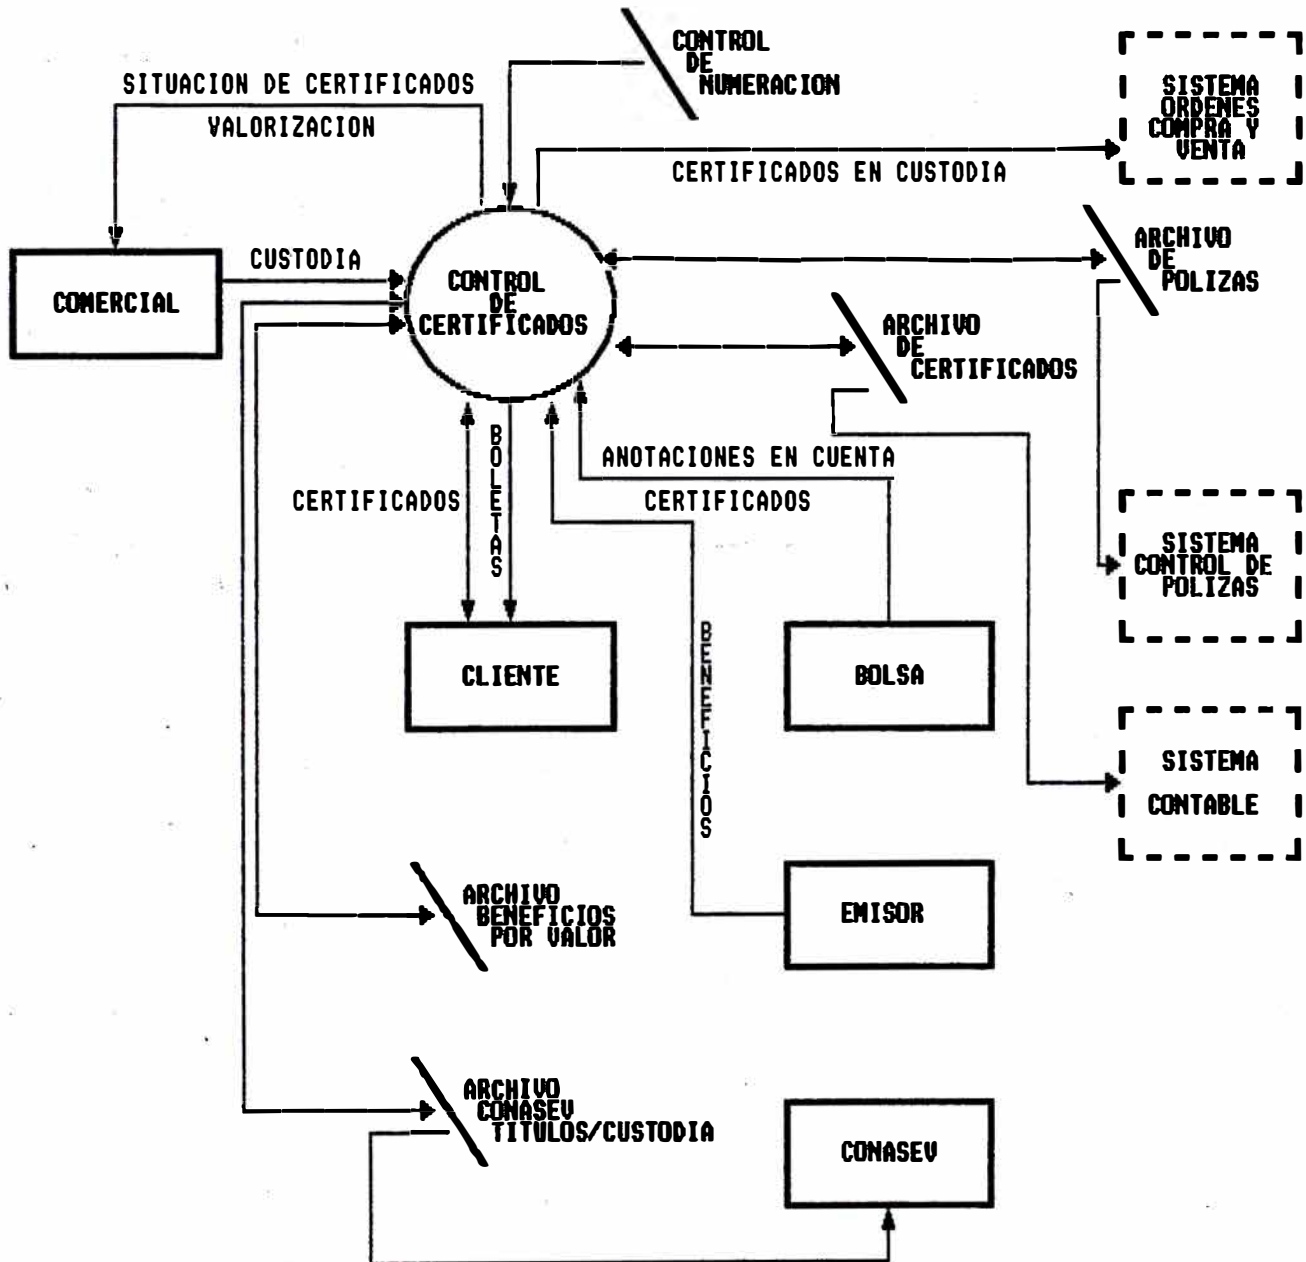 CONTROL
DE
NUMERACION
SITUACION DE CERTIFICADOS
VALORIZACION
SISTEMA
ORDENES
COMPRA Y
VENTA
CERTIFICADOS EN CUSTODIA
ARCHIVO
DE
POLIZAS
CUSTODIA
COMERCIAL
CONTROL
DE
CERTIFICADOS
ARCHIVO
DE
CERTIFICADOS
BOLETAS
ANOTACIONES EN CUENTA
CERTIFICADOS
CERTIFICADOS
SISTEMA
CONTROL DE
POLIZAS
BENEFICIOS
CLIENTE
BOLSA
SISTEMA
CONTABLE
ARCHIVO
BENEFICIOS
POR VALOR
EMISOR
ARCHIVO
CONASEV
TITULOS/CUSTODIA
CONASEV